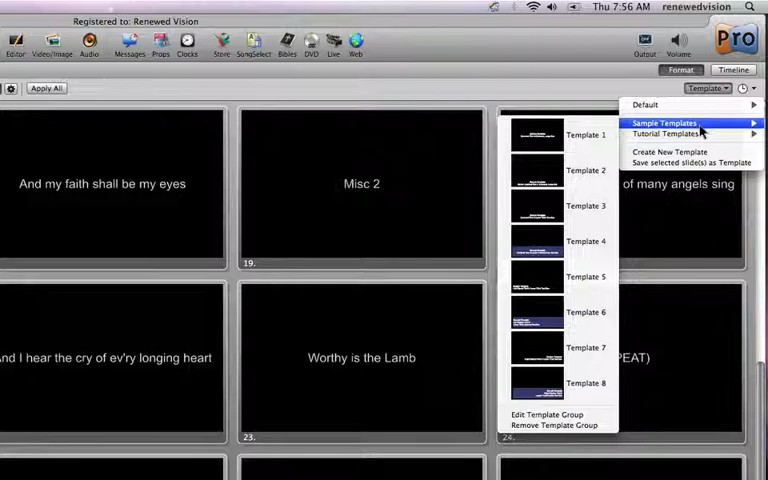 Thu 7:56 AM renewedvision
Registered to: Renewed Vision
Editor Video/Image Audio Messages Props Clocks Store SongSelect Bibles DVD Live Web Output Volume
Pro
Format Timeline
Apply All Template
Default
Sample Templates
Tutorial Templates
Create New Template
Save selected slide(s) as Template
Template 1
Template 2
Template 3
Template 4
Template 5
Template 6
Template 7
Template 8
Edit Template Group
Remove Template Group
And my faith shall be my eyes
Misc 2
of many angels sing
19.
nd I hear the cry of ev'ry longing heart
Worthy is the Lamb
PEAT)
23.
24.